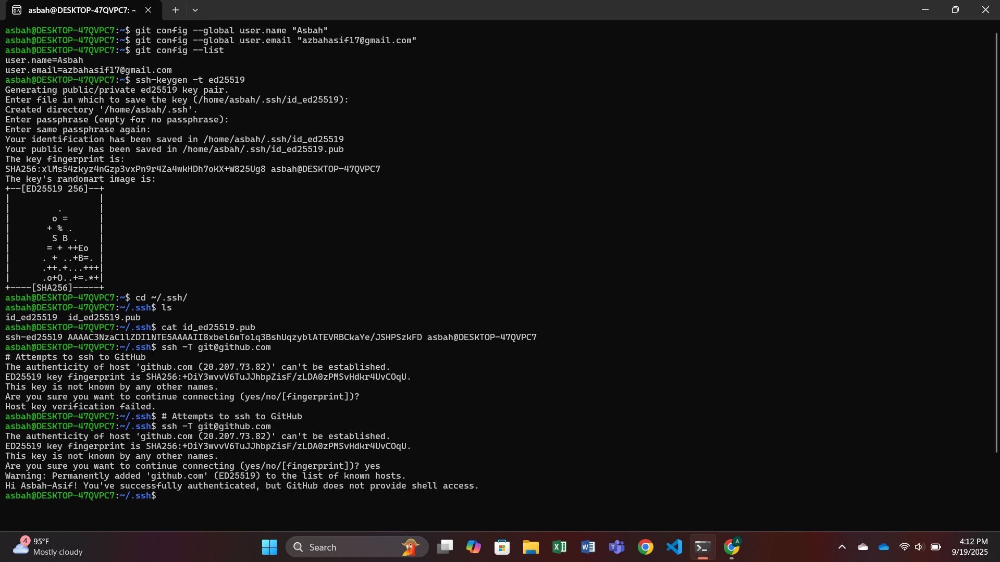 asbah@DESKTOP-47QVPC7: ~
asbah@DESKTOP-47QVPC7:~$ git config --global user.name "Asbah"
asbah@DESKTOP-47QVPC7:~$ git config --global user.email "azbahasif17@gmail.com"
asbah@DESKTOP-47QVPC7:~$ git config --list
user.name=Asbah
user.email=azbahasif17@gmail.com
asbah@DESKTOP-47QVPC7:~$ ssh-keygen -t ed25519
Generating public/private ed25519 key pair.
Enter file in which to save the key (/home/asbah/.ssh/id_ed25519):
Created directory '/home/asbah/.ssh'.
Enter passphrase (empty for no passphrase):
Enter same passphrase again:
Your identification has been saved in /home/asbah/.ssh/id_ed25519
Your public key has been saved in /home/asbah/.ssh/id_ed25519.pub
The key fingerprint is:
SHA256:xlMs54zkyz4nGzp3vxPn9r4Za4wkHDh7oKX+W825Ug8 asbah@DESKTOP-47QVPC7
The key's randomart image is:
+--[ED25519 256]--+
|                 |
|         .       |
|        o =      |
|       + % .     |
|        S B .    |
|       = + ++Eo  |
|      . + ..+B=. |
|      .++.+...+++|
|      .o+O..+=.*+|
+----[SHA256]-----+
asbah@DESKTOP-47QVPC7:~$ cd ~/.ssh/
asbah@DESKTOP-47QVPC7:~/.ssh$ ls
id_ed25519  id_ed25519.pub
asbah@DESKTOP-47QVPC7:~/.ssh$ cat id_ed25519.pub
ssh-ed25519 AAAAC3NzaC1lZDI1NTE5AAAAII8xbel6mTo1q3BshUqzyblATEVRBCkaYe/JSHPSzkFD asbah@DESKTOP-47QVPC7
asbah@DESKTOP-47QVPC7:~/.ssh$ ssh -T git@github.com
# Attempts to ssh to GitHub
The authenticity of host 'github.com (20.207.73.82)' can't be established.
ED25519 key fingerprint is SHA256:+DiY3wvvV6TuJJhbpZisF/zLDA0zPMSvHdkr4UvCOqU.
This key is not known by any other names.
Are you sure you want to continue connecting (yes/no/[fingerprint])?
Host key verification failed.
asbah@DESKTOP-47QVPC7:~/.ssh$ # Attempts to ssh to GitHub
asbah@DESKTOP-47QVPC7:~/.ssh$ ssh -T git@github.com
The authenticity of host 'github.com (20.207.73.82)' can't be established.
ED25519 key fingerprint is SHA256:+DiY3wvvV6TuJJhbpZisF/zLDA0zPMSvHdkr4UvCOqU.
This key is not known by any other names.
Are you sure you want to continue connecting (yes/no/[fingerprint])? yes
Warning: Permanently added 'github.com' (ED25519) to the list of known hosts.
Hi Asbah-Asif! You've successfully authenticated, but GitHub does not provide shell access.
asbah@DESKTOP-47QVPC7:~/.ssh$
4
95°F
Mostly cloudy
Search
A
4:12 PM
9/19/2025